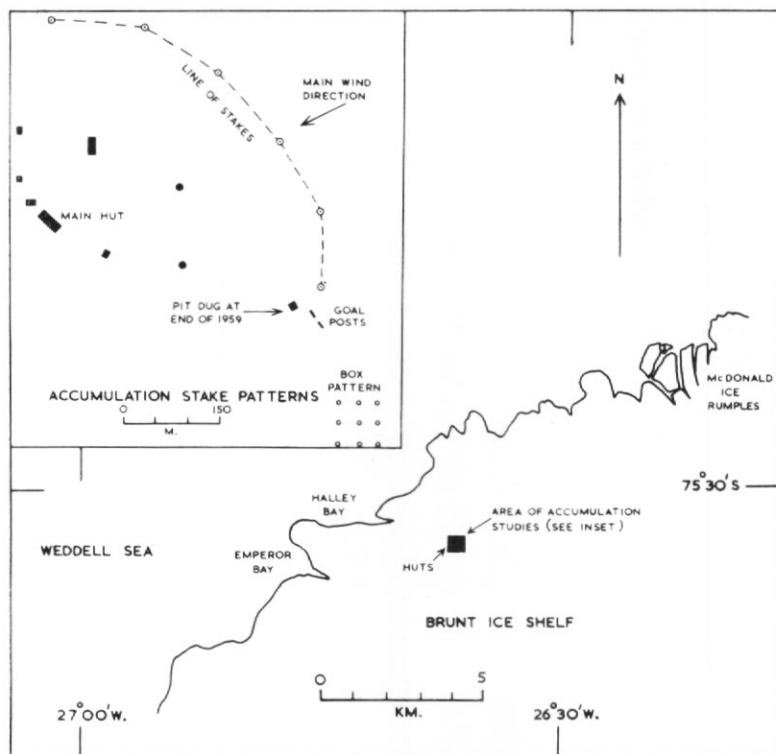 LINE OF STAKES
MAIN WIND
DIRECTION
N
MAIN HUT
PIT DUG AT
END OF 1959
GOAL
POSTS
BOX
PATTERN
ACCUMULATION STAKE PATTERNS
0 150
M.
McDONALD
ICE
RUMPLES
75°30'S
HALLEY
BAY
AREA OF ACCUMULATION
STUDIES (SEE INSET)
WEDDELL SEA
EMPEROR
BAY
HUTS
BRUNT ICE SHELF
0 5
KM.
27°00'W.
26°30'W.